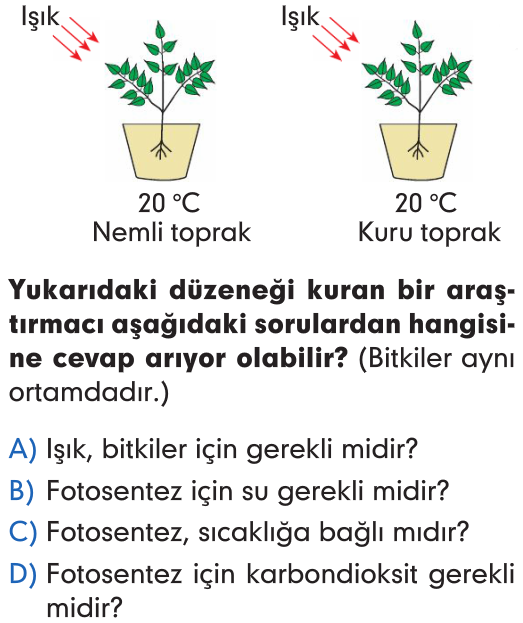 Işık Işık
20 °C 20 °C
Nemli toprak Kuru toprak
Yukarıdaki düzeneği kuran bir araş-
tırmacı aşağıdaki sorulardan hangisi-
ne cevap arıyor olabilir? (Bitkiler aynı
ortamdadır.)
A) Işık, bitkiler için gerekli midir?
B) Fotosentez için su gerekli midir?
C) Fotosentez, sıcaklığa bağlı mıdır?
D) Fotosentez için karbondioksit gerekli
midir?